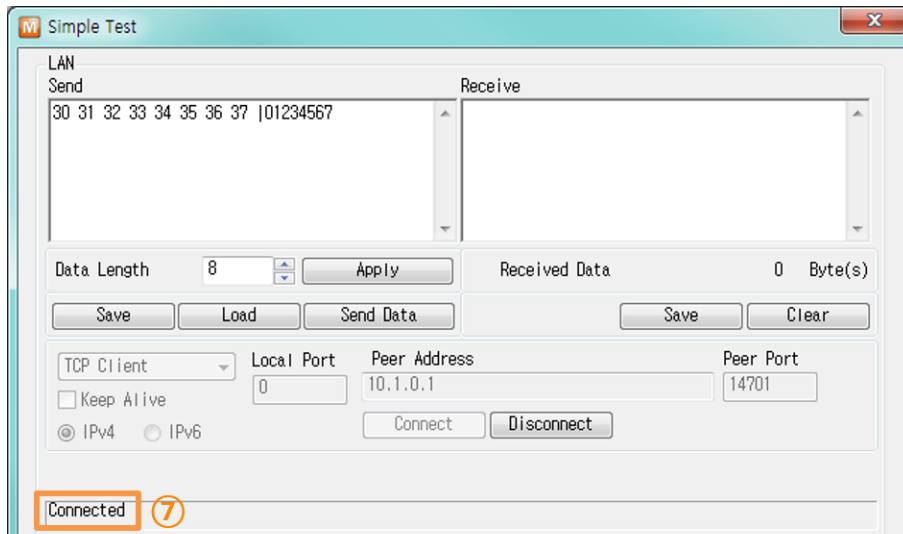 M Simple Test X
LAN
Send Receive
30 31 32 33 34 35 36 37 |01234567
Data Length 8 Apply Received Data 0 Byte(s)
Save Load Send Data Save Clear
TCP Client Local Port Peer Address Peer Port
0 10.1.0.1 14701
Keep Alive
IPv4 IPv6 Connect Disconnect
Connected ⑦